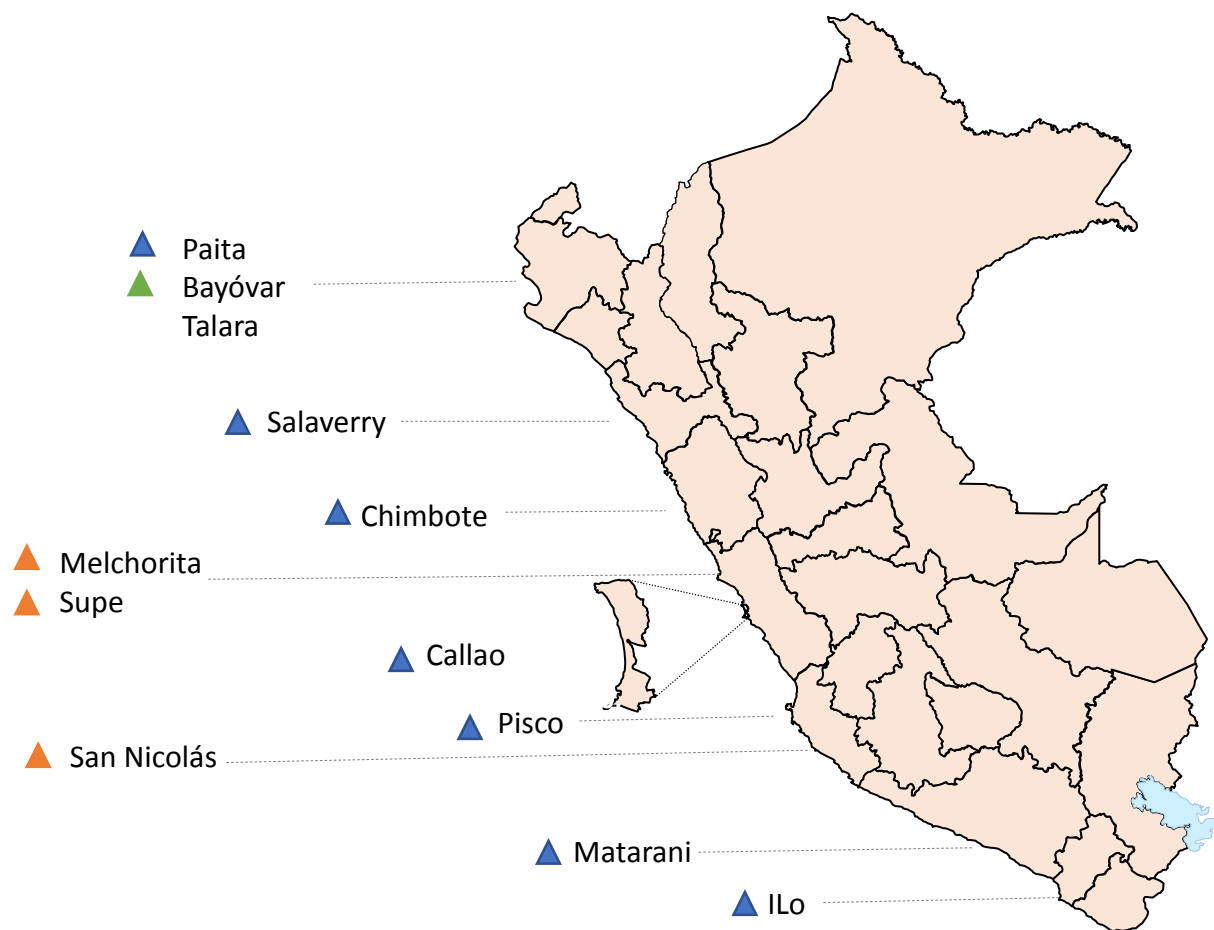 Paita
Bayóvar
Talara
Salaverry
Chimbote
Melchorita
Supe
Callao
Pisco
San Nicolás
Matarani
ILo